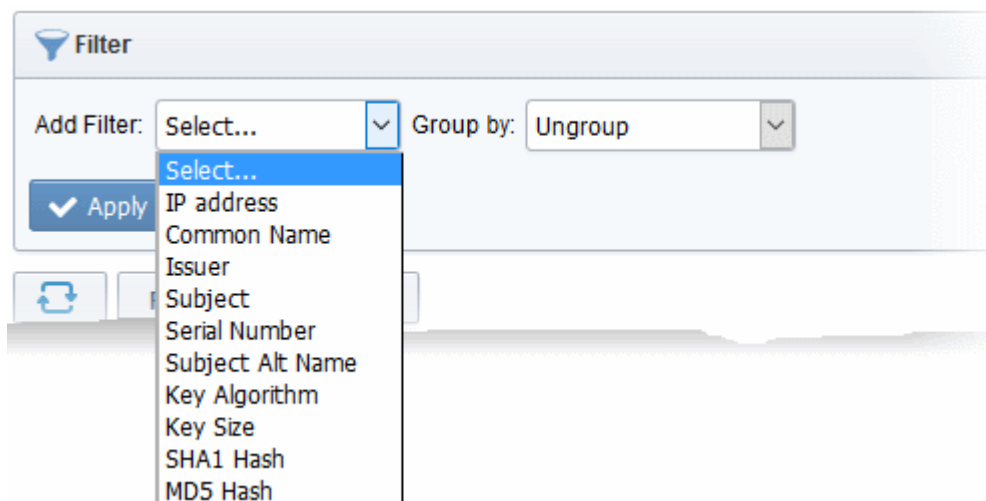 Filter
Add Filter: Select... Group by: Ungroup
Select...
IP address
Apply
Common Name
Issuer
Subject
Serial Number
Subject Alt Name
Key Algorithm
Key Size
SHA1 Hash
MD5 Hash